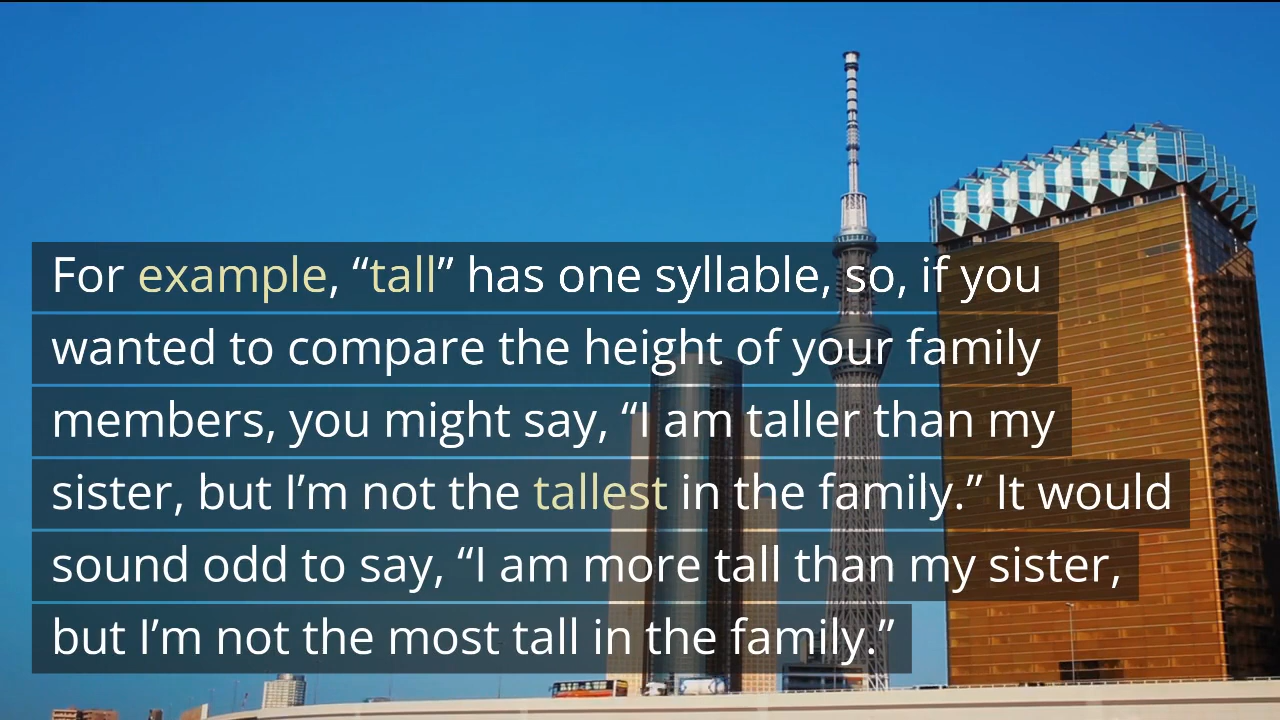 For example, “tall” has one syllable, so, if you
wanted to compare the height of your family
members, you might say, “I am taller than my
sister, but I’m not the tallest in the family.” It would
sound odd to say, “I am more tall than my sister,
but I’m not the most tall in the family.”